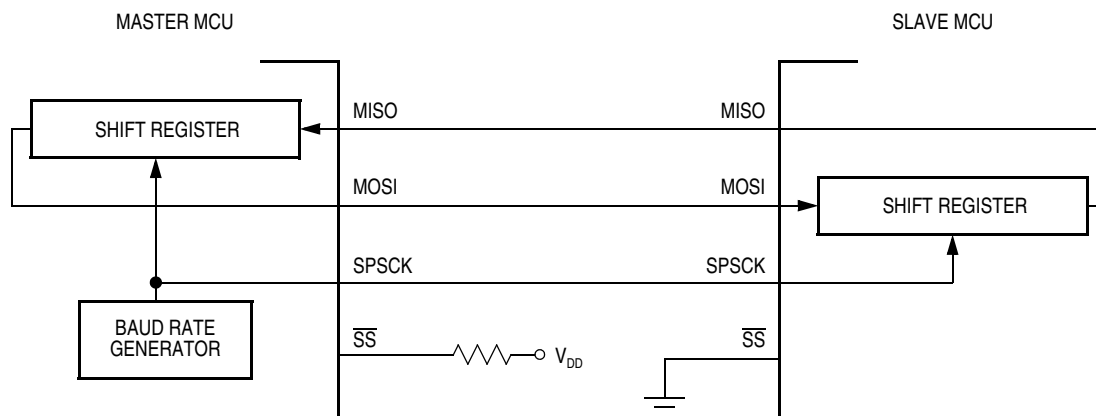 MASTER MCU
SLAVE MCU
SHIFT REGISTER
MISO
MISO
MOSI
MOSI
SHIFT REGISTER
SPSCK
SPSCK
BAUD RATE
GENERATOR
SS
VDD
SS